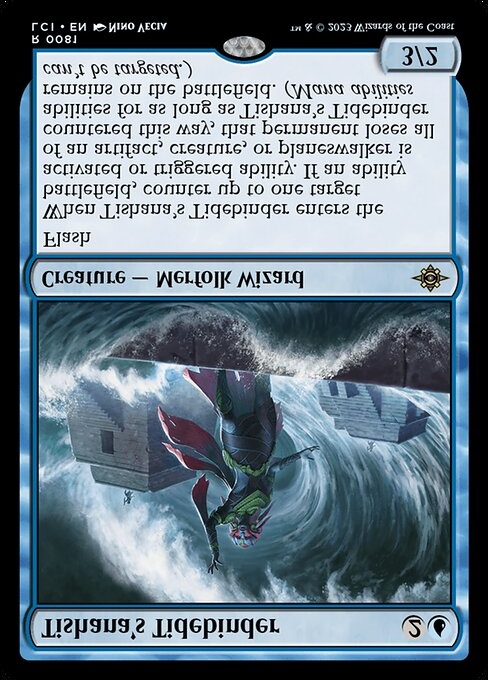 Tishana's Tidebinder 2
Creature — Merfolk Wizard
Flash
When Tishana's Tidebinder enters the
battlefield, counter up to one target
activated or triggered ability. If an ability
of an artifact, creature, or planeswalker is
countered this way, that permanent loses all
abilities for as long as Tishana's Tidebinder
remains on the battlefield. (Mana abilities
can't be targeted.)
3/2
R 0081
LCI • EN Nino Vecia
™ & © 2023 Wizards of the Coast